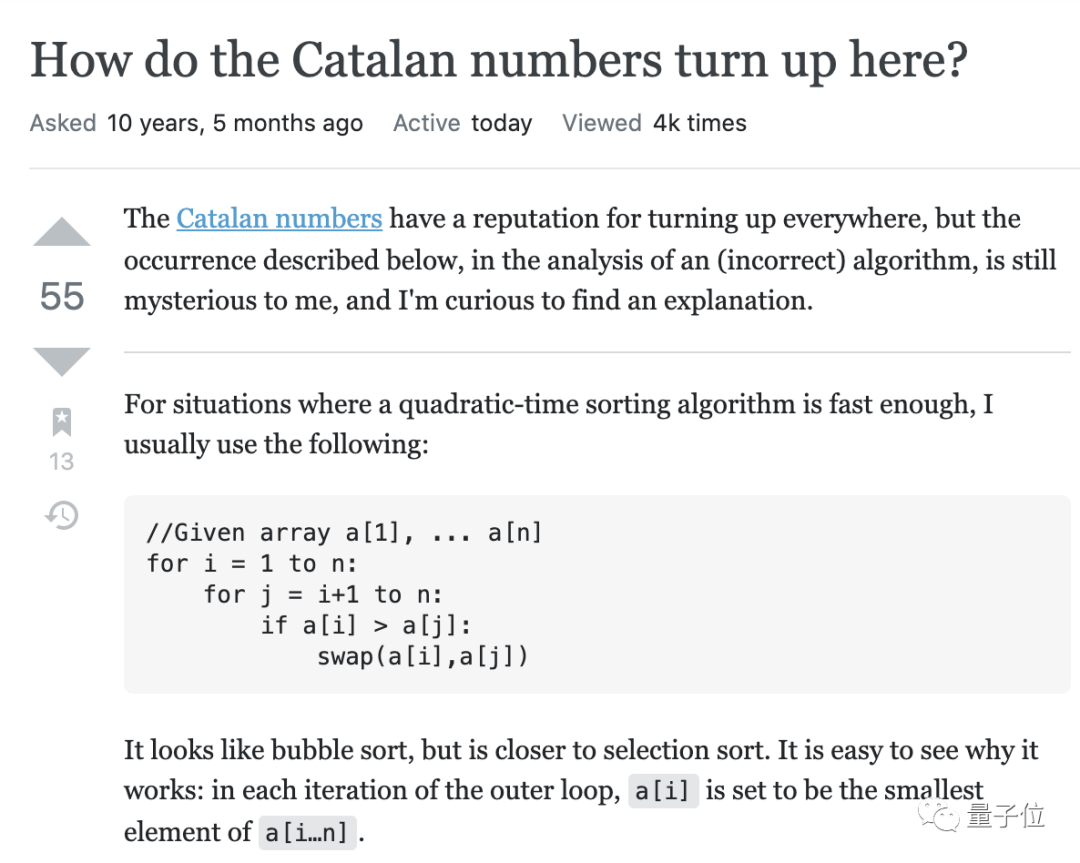 How do the Catalan numbers turn up here?
Asked 10 years, 5 months ago Active today Viewed 4k times
The Catalan numbers have a reputation for turning up everywhere, but the
occurrence described below, in the analysis of an (incorrect) algorithm, is still
55
mysterious to me, and I'm curious to find an explanation.
For situations where a quadratic-time sorting algorithm is fast enough, I
usually use the following:
13
//Given array a[1], ... a[n]
for i = 1 to n:
    for j = i+1 to n:
        if a[i] > a[j]:
            swap(a[i],a[j])
It looks like bubble sort, but is closer to selection sort. It is easy to see why it
works: in each iteration of the outer loop, a[i] is set to be the smallest
element of a[i…n].
量子位